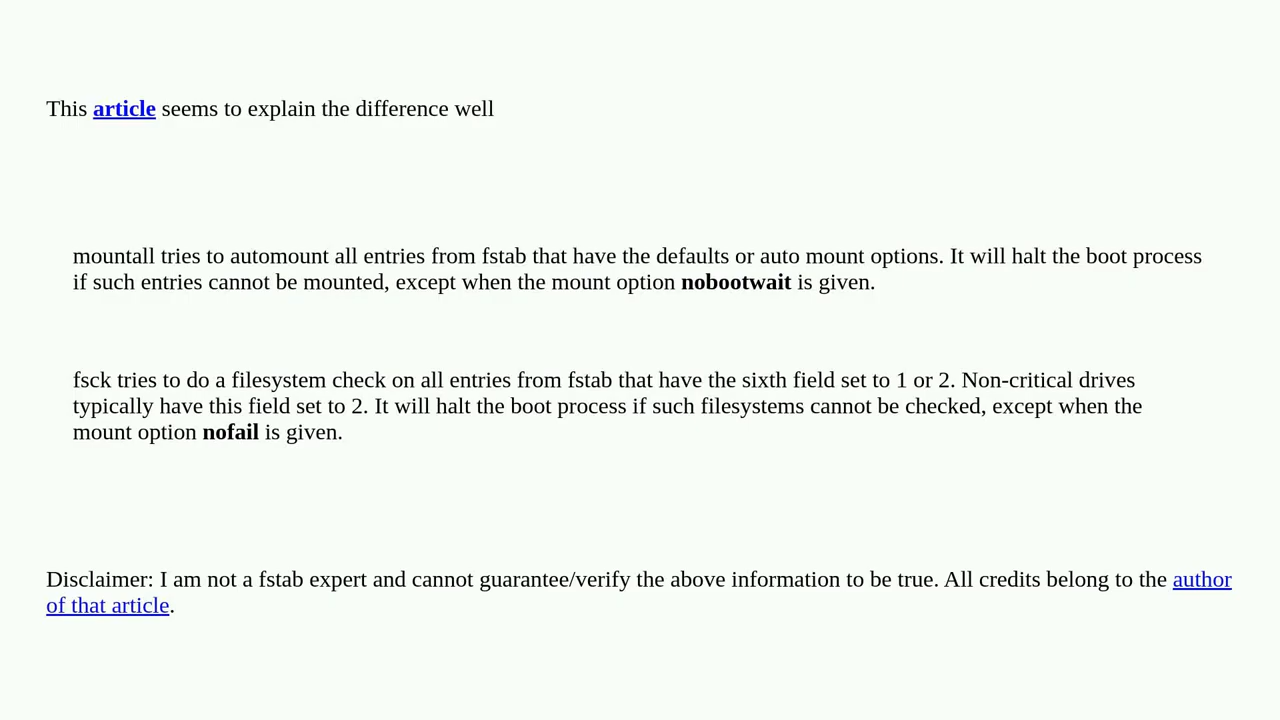 This article seems to explain the difference well
mountall tries to automount all entries from fstab that have the defaults or auto mount options. It will halt the boot process
if such entries cannot be mounted, except when the mount option nobootwait is given.
fsck tries to do a filesystem check on all entries from fstab that have the sixth field set to 1 or 2. Non-critical drives
typically have this field set to 2. It will halt the boot process if such filesystems cannot be checked, except when the
mount option nofail is given.
Disclaimer: I am not a fstab expert and cannot guarantee/verify the above information to be true. All credits belong to the author
of that article.